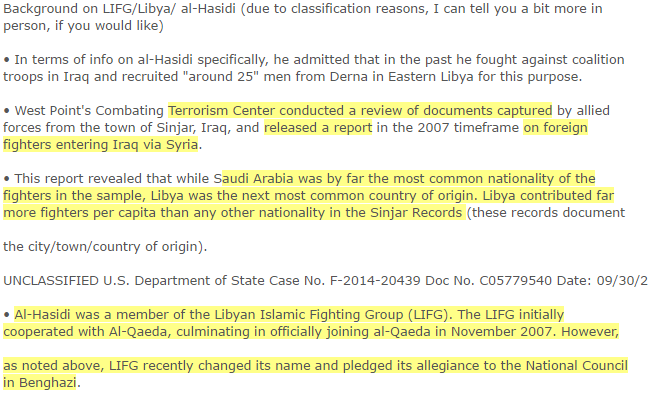 Background on LIFG/Libya/ al-Hasidi (due to classification reasons, I can tell you a bit more in
person, if you would like)
• In terms of info on al-Hasidi specifically, he admitted that in the past he fought against coalition
troops in Iraq and recruited "around 25" men from Derna in Eastern Libya for this purpose.
• West Point's Combating Terrorism Center conducted a review of documents captured by allied
forces from the town of Sinjar, Iraq, and released a report in the 2007 timeframe on foreign
fighters entering Iraq via Syria.
• This report revealed that while Saudi Arabia was by far the most common nationality of the
fighters in the sample, Libya was the next most common country of origin. Libya contributed far
more fighters per capita than any other nationality in the Sinjar Records (these records document
the city/town/country of origin).
UNCLASSIFIED U.S. Department of State Case No. F-2014-20439 Doc No. C05779540 Date: 09/30/2
• Al-Hasidi was a member of the Libyan Islamic Fighting Group (LIFG). The LIFG initially
cooperated with Al-Qaeda, culminating in officially joining al-Qaeda in November 2007. However,
as noted above, LIFG recently changed its name and pledged its allegiance to the National Council
in Benghazi.